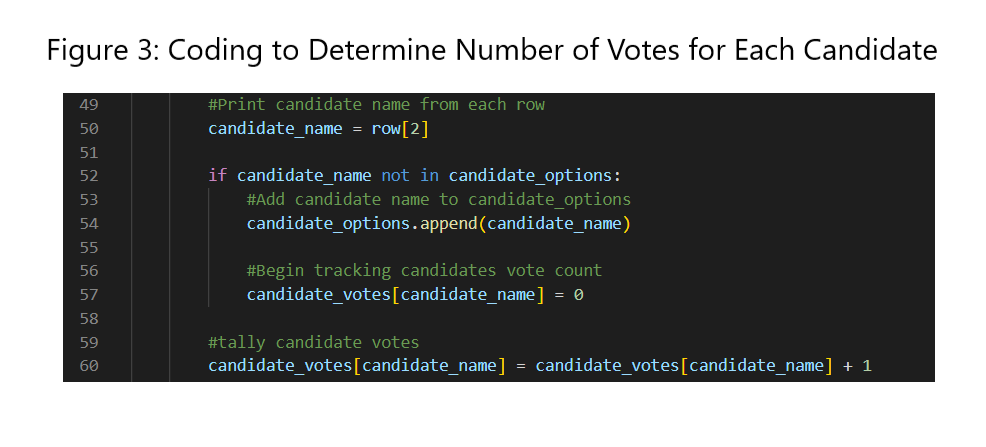 Figure 3: Coding to Determine Number of Votes for Each Candidate
49 #Print candidate name from each row
50 candidate_name = row[2]
51
52 if candidate_name not in candidate_options:
53 #Add candidate name to candidate_options
54 candidate_options.append(candidate_name)
55
56 #Begin tracking candidates vote count
57 candidate_votes[candidate_name] = 0
58
59 #tally candidate votes
60 candidate_votes[candidate_name] = candidate_votes[candidate_name] + 1